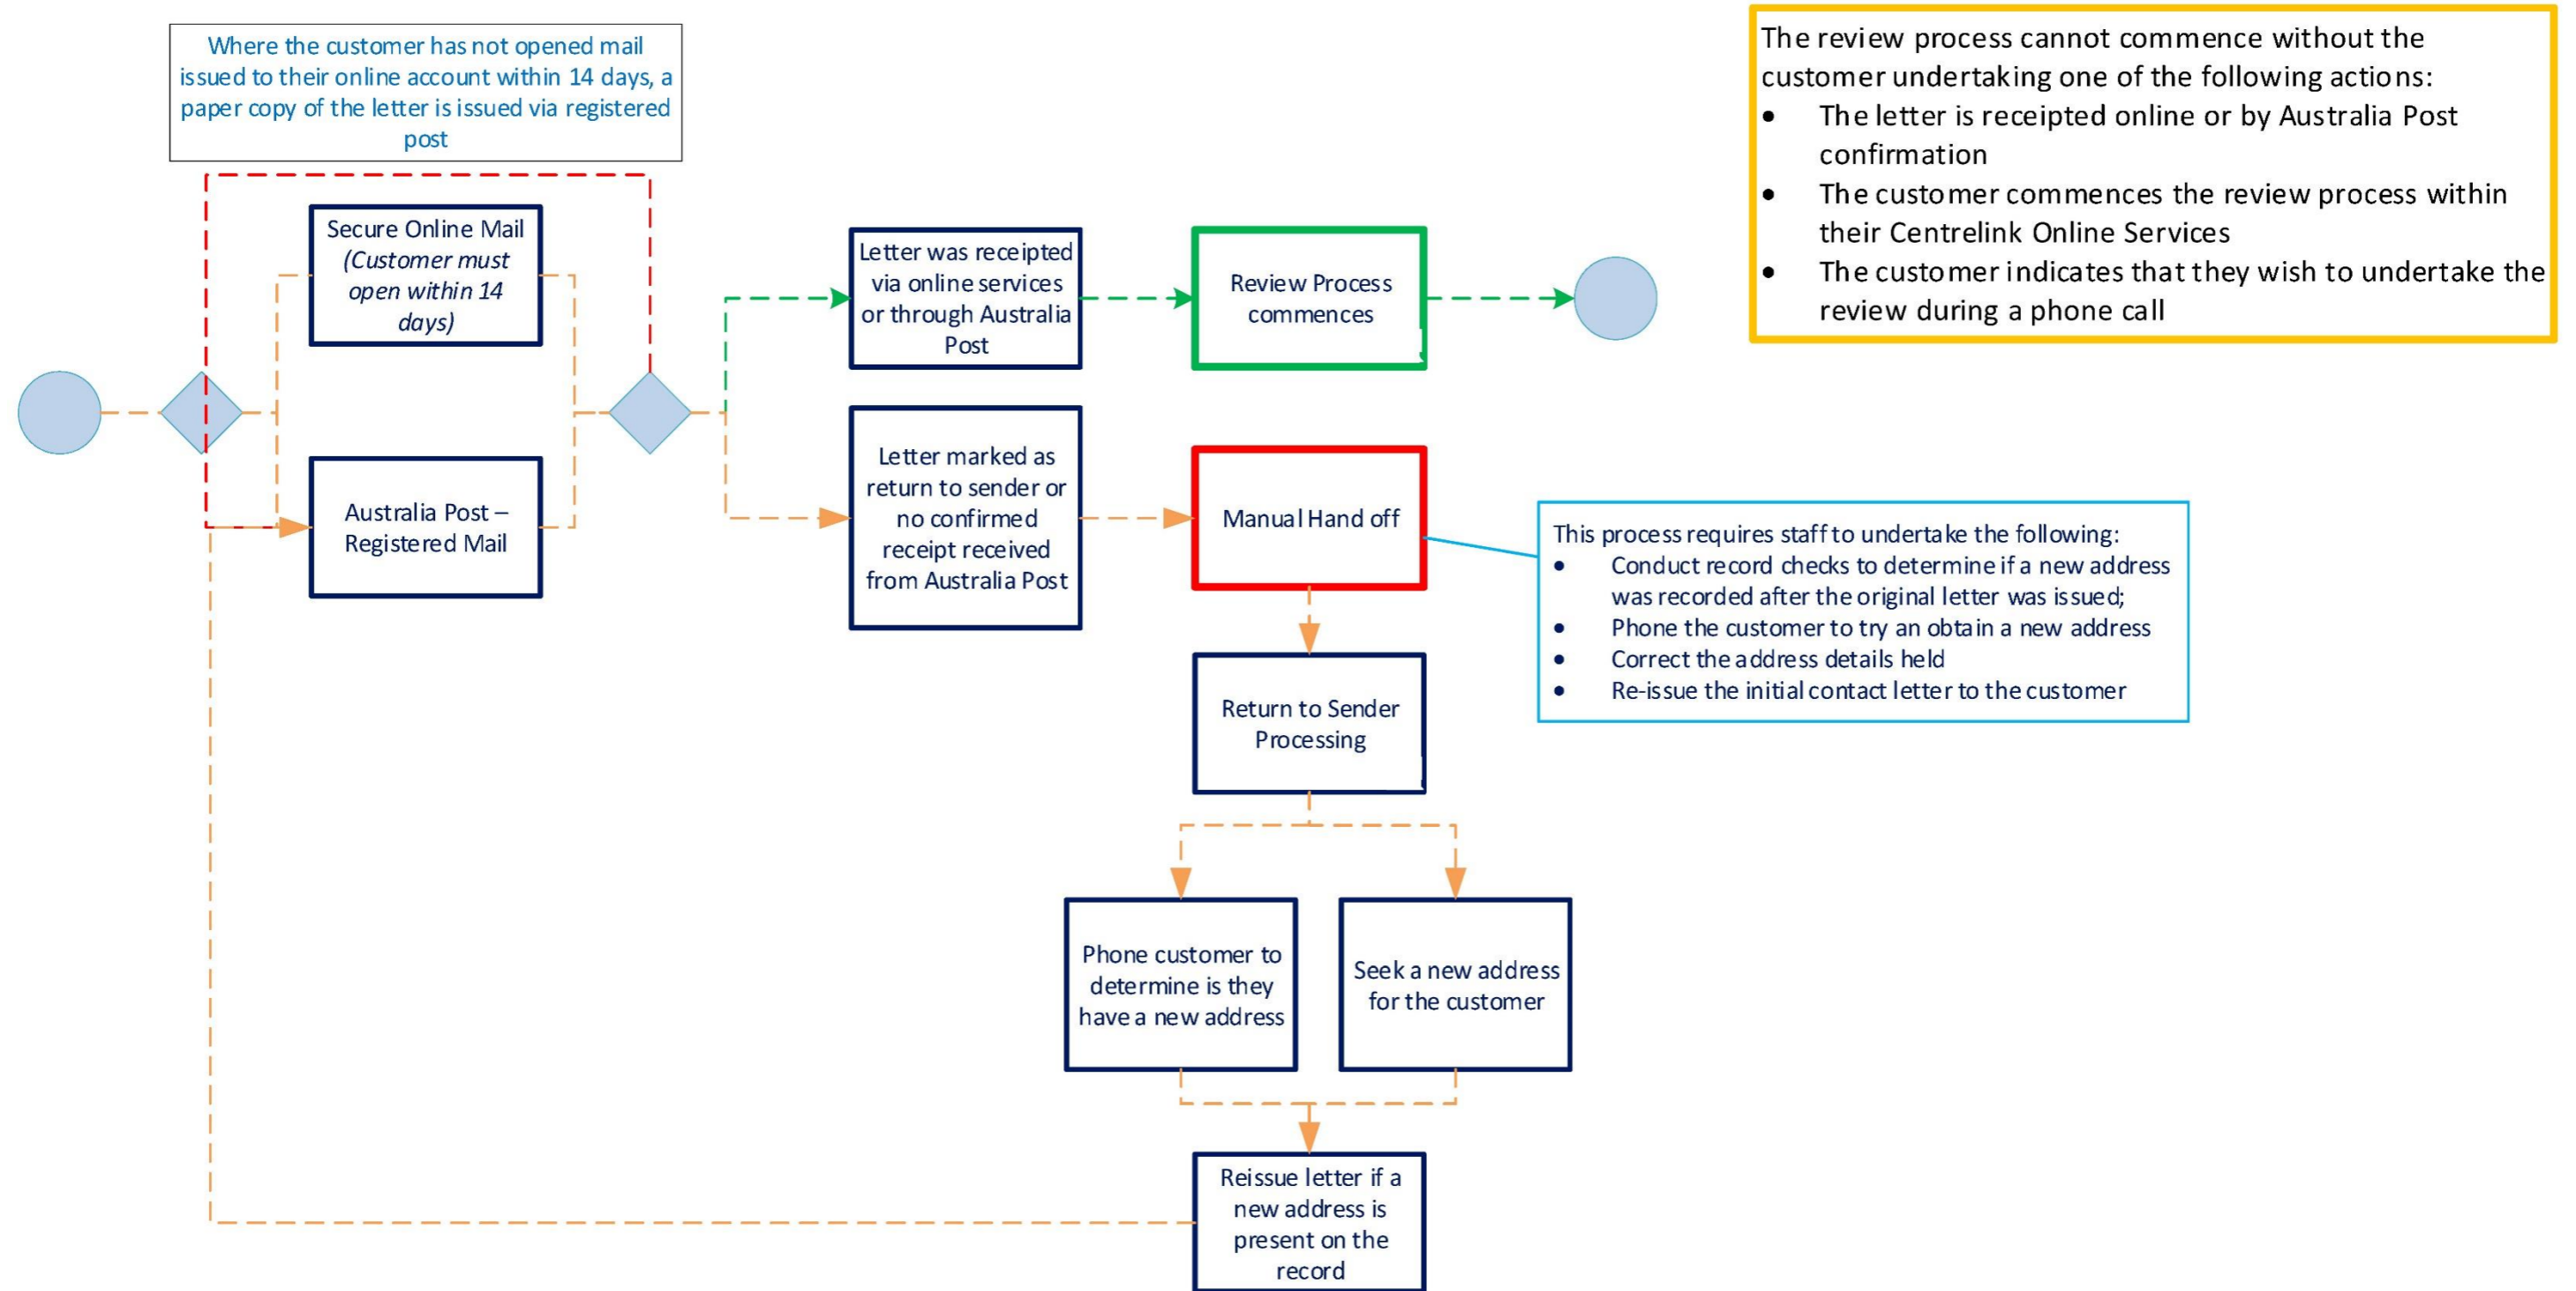 Where the customer has not opened mail
issued to their online account within 14 days, a
paper copy of the letter is issued via registered
post
The review process cannot commence without the
customer undertaking one of the following actions:
• The letter is receipted online or by Australia Post
confirmation
• The customer commences the review process within
their Centrelink Online Services
• The customer indicates that they wish to undertake the
review during a phone call
Secure Online Mail
(Customer must
open within 14
days)
Australia Post –
Registered Mail
Letter was receipted
via online services
or through Australia
Post
Review Process
commences
Letter marked as
return to sender or
no confirmed
receipt received
from Australia Post
Manual Hand off
This process requires staff to undertake the following:
• Conduct record checks to determine if a new address
was recorded after the original letter was issued;
• Phone the customer to try an obtain a new address
• Correct the address details held
• Re-issue the initial contact letter to the customer
Return to Sender
Processing
Phone customer to
determine is they
have a new address
Seek a new address
for the customer
Reissue letter if a
new address is
present on the
record